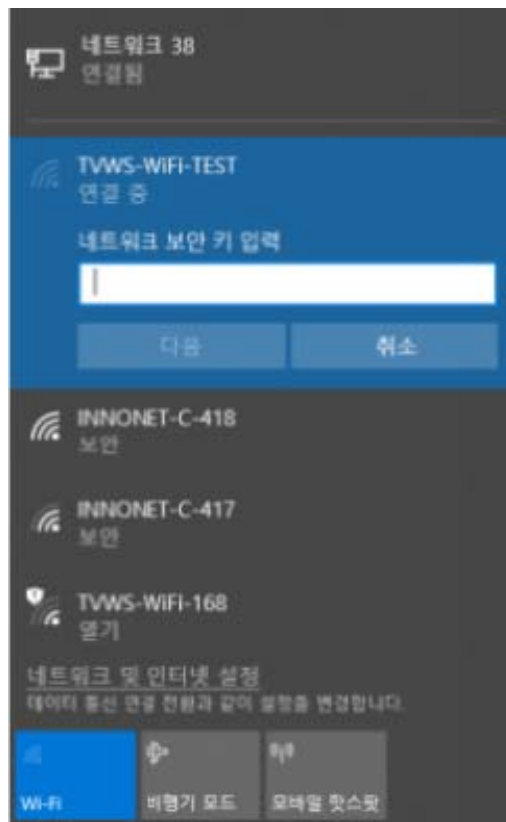 네트워크 38
연결됨
TVWS-WiFi-TEST
연결 중
네트워크 보안 키 입력
다음
취소
INNONET-C-418
보안
INNONET-C-417
보안
TVWS-WiFi-168
열기
네트워크 및 인터넷 설정
데이터 통신 연결 전환과 같이 설정을 변경합니다.
Wi-Fi
비행기 모드
모바일 핫스팟